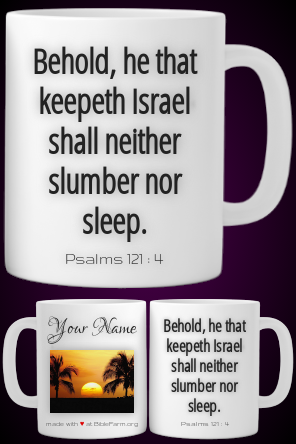 Behold, he that
keepeth Israel
shall neither
slumber nor
sleep.
Psalms 121 : 4
Your Name
made with ♥ at BibleFarm.org
Behold, he that
keepeth Israel
shall neither
slumber nor
sleep.
Psalms 121 : 4